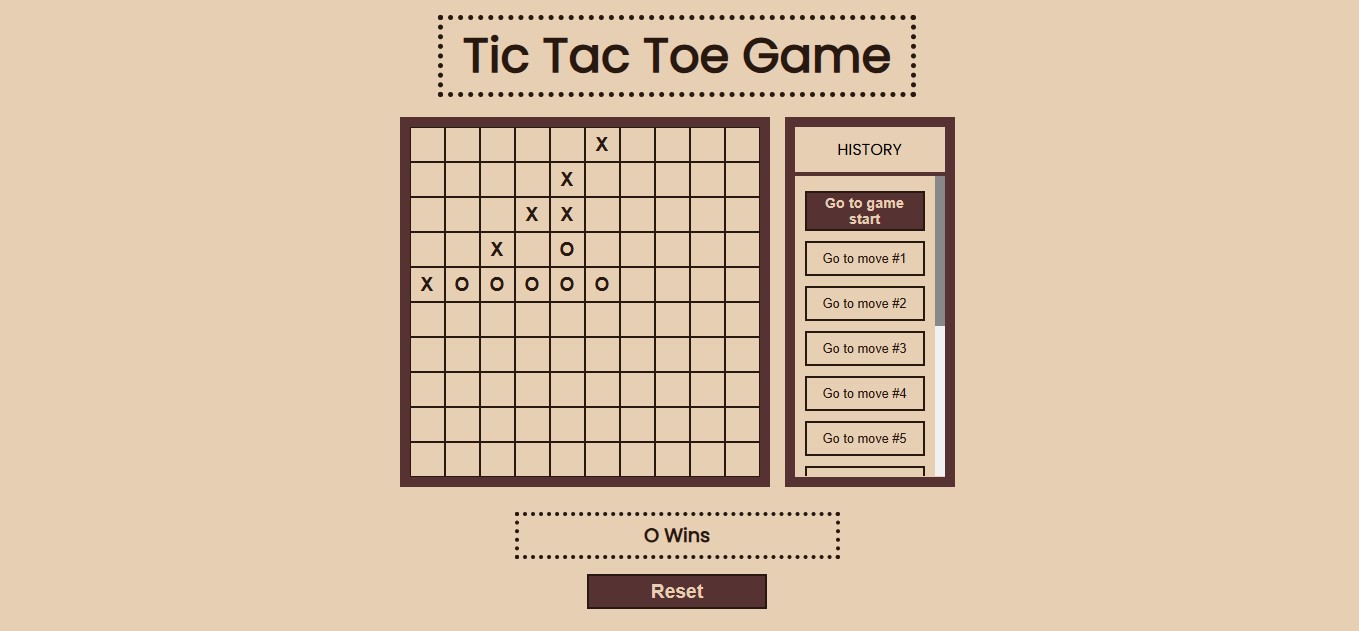 Tic Tac Toe Game
X
X
X X
X O
X O O O O O
HISTORY
Go to game
start
Go to move #1
Go to move #2
Go to move #3
Go to move #4
Go to move #5
O Wins
Reset